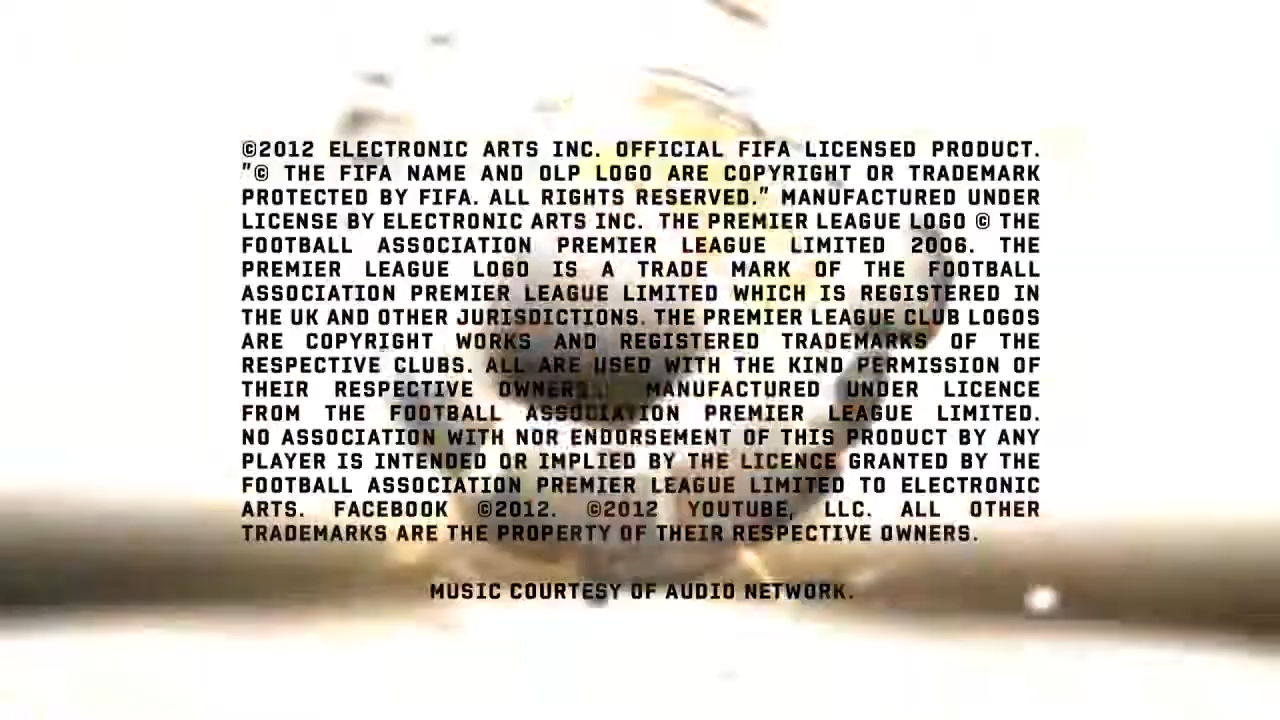 ©2012 ELECTRONIC ARTS INC. OFFICIAL FIFA LICENSED PRODUCT.
"© THE FIFA NAME AND OLP LOGO ARE COPYRIGHT OR TRADEMARK
PROTECTED BY FIFA. ALL RIGHTS RESERVED." MANUFACTURED UNDER
LICENSE BY ELECTRONIC ARTS INC. THE PREMIER LEAGUE LOGO © THE
FOOTBALL ASSOCIATION PREMIER LEAGUE LIMITED 2006. THE
PREMIER LEAGUE LOGO IS A TRADE MARK OF THE FOOTBALL
ASSOCIATION PREMIER LEAGUE LIMITED WHICH IS REGISTERED IN
THE UK AND OTHER JURISDICTIONS. THE PREMIER LEAGUE CLUB LOGOS
ARE COPYRIGHT WORKS AND REGISTERED TRADEMARKS OF THE
RESPECTIVE CLUBS. ALL ARE USED WITH THE KIND PERMISSION OF
THEIR RESPECTIVE OWNERS. MANUFACTURED UNDER LICENCE
FROM THE FOOTBALL ASSOCIATION PREMIER LEAGUE LIMITED.
NO ASSOCIATION WITH NOR ENDORSEMENT OF THIS PRODUCT BY ANY
PLAYER IS INTENDED OR IMPLIED BY THE LICENCE GRANTED BY THE
FOOTBALL ASSOCIATION PREMIER LEAGUE LIMITED TO ELECTRONIC
ARTS. FACEBOOK ©2012. ©2012 YOUTUBE, LLC. ALL OTHER
TRADEMARKS ARE THE PROPERTY OF THEIR RESPECTIVE OWNERS.
MUSIC COURTESY OF AUDIO NETWORK.